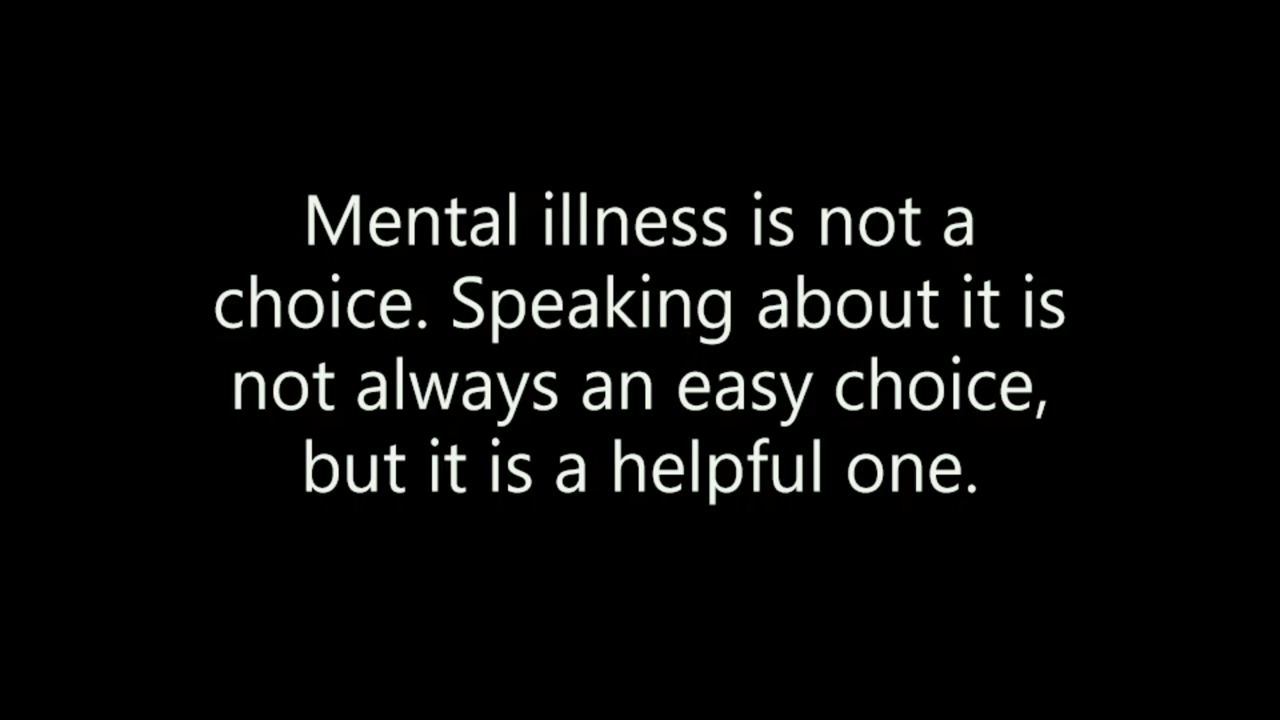 Mental illness is not a
choice. Speaking about it is
not always an easy choice,
but it is a helpful one.